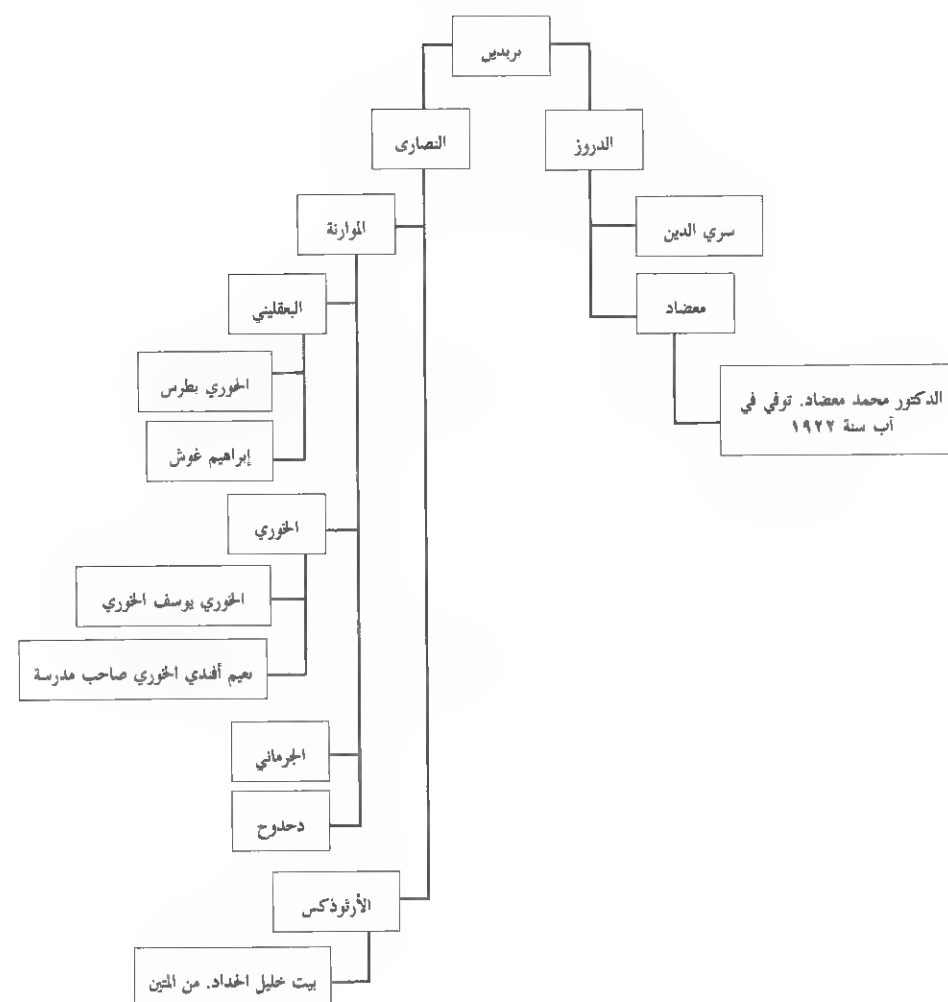 بربدين
الدروز
النصارى
سري الدين
معضاد
الدكتور محمد معضاد. توفي في
آب سنة ١٩٢٢
الموارنة
البعقليني
الخوري بطرس
إبراهيم غوش
الخوري
الخوري يوسف الخوري
نعيم أفندي الخوري صاحب مدرسة
الجرماني
دحدوح
الأرثوذكس
بيت خليل الحداد. من المتين